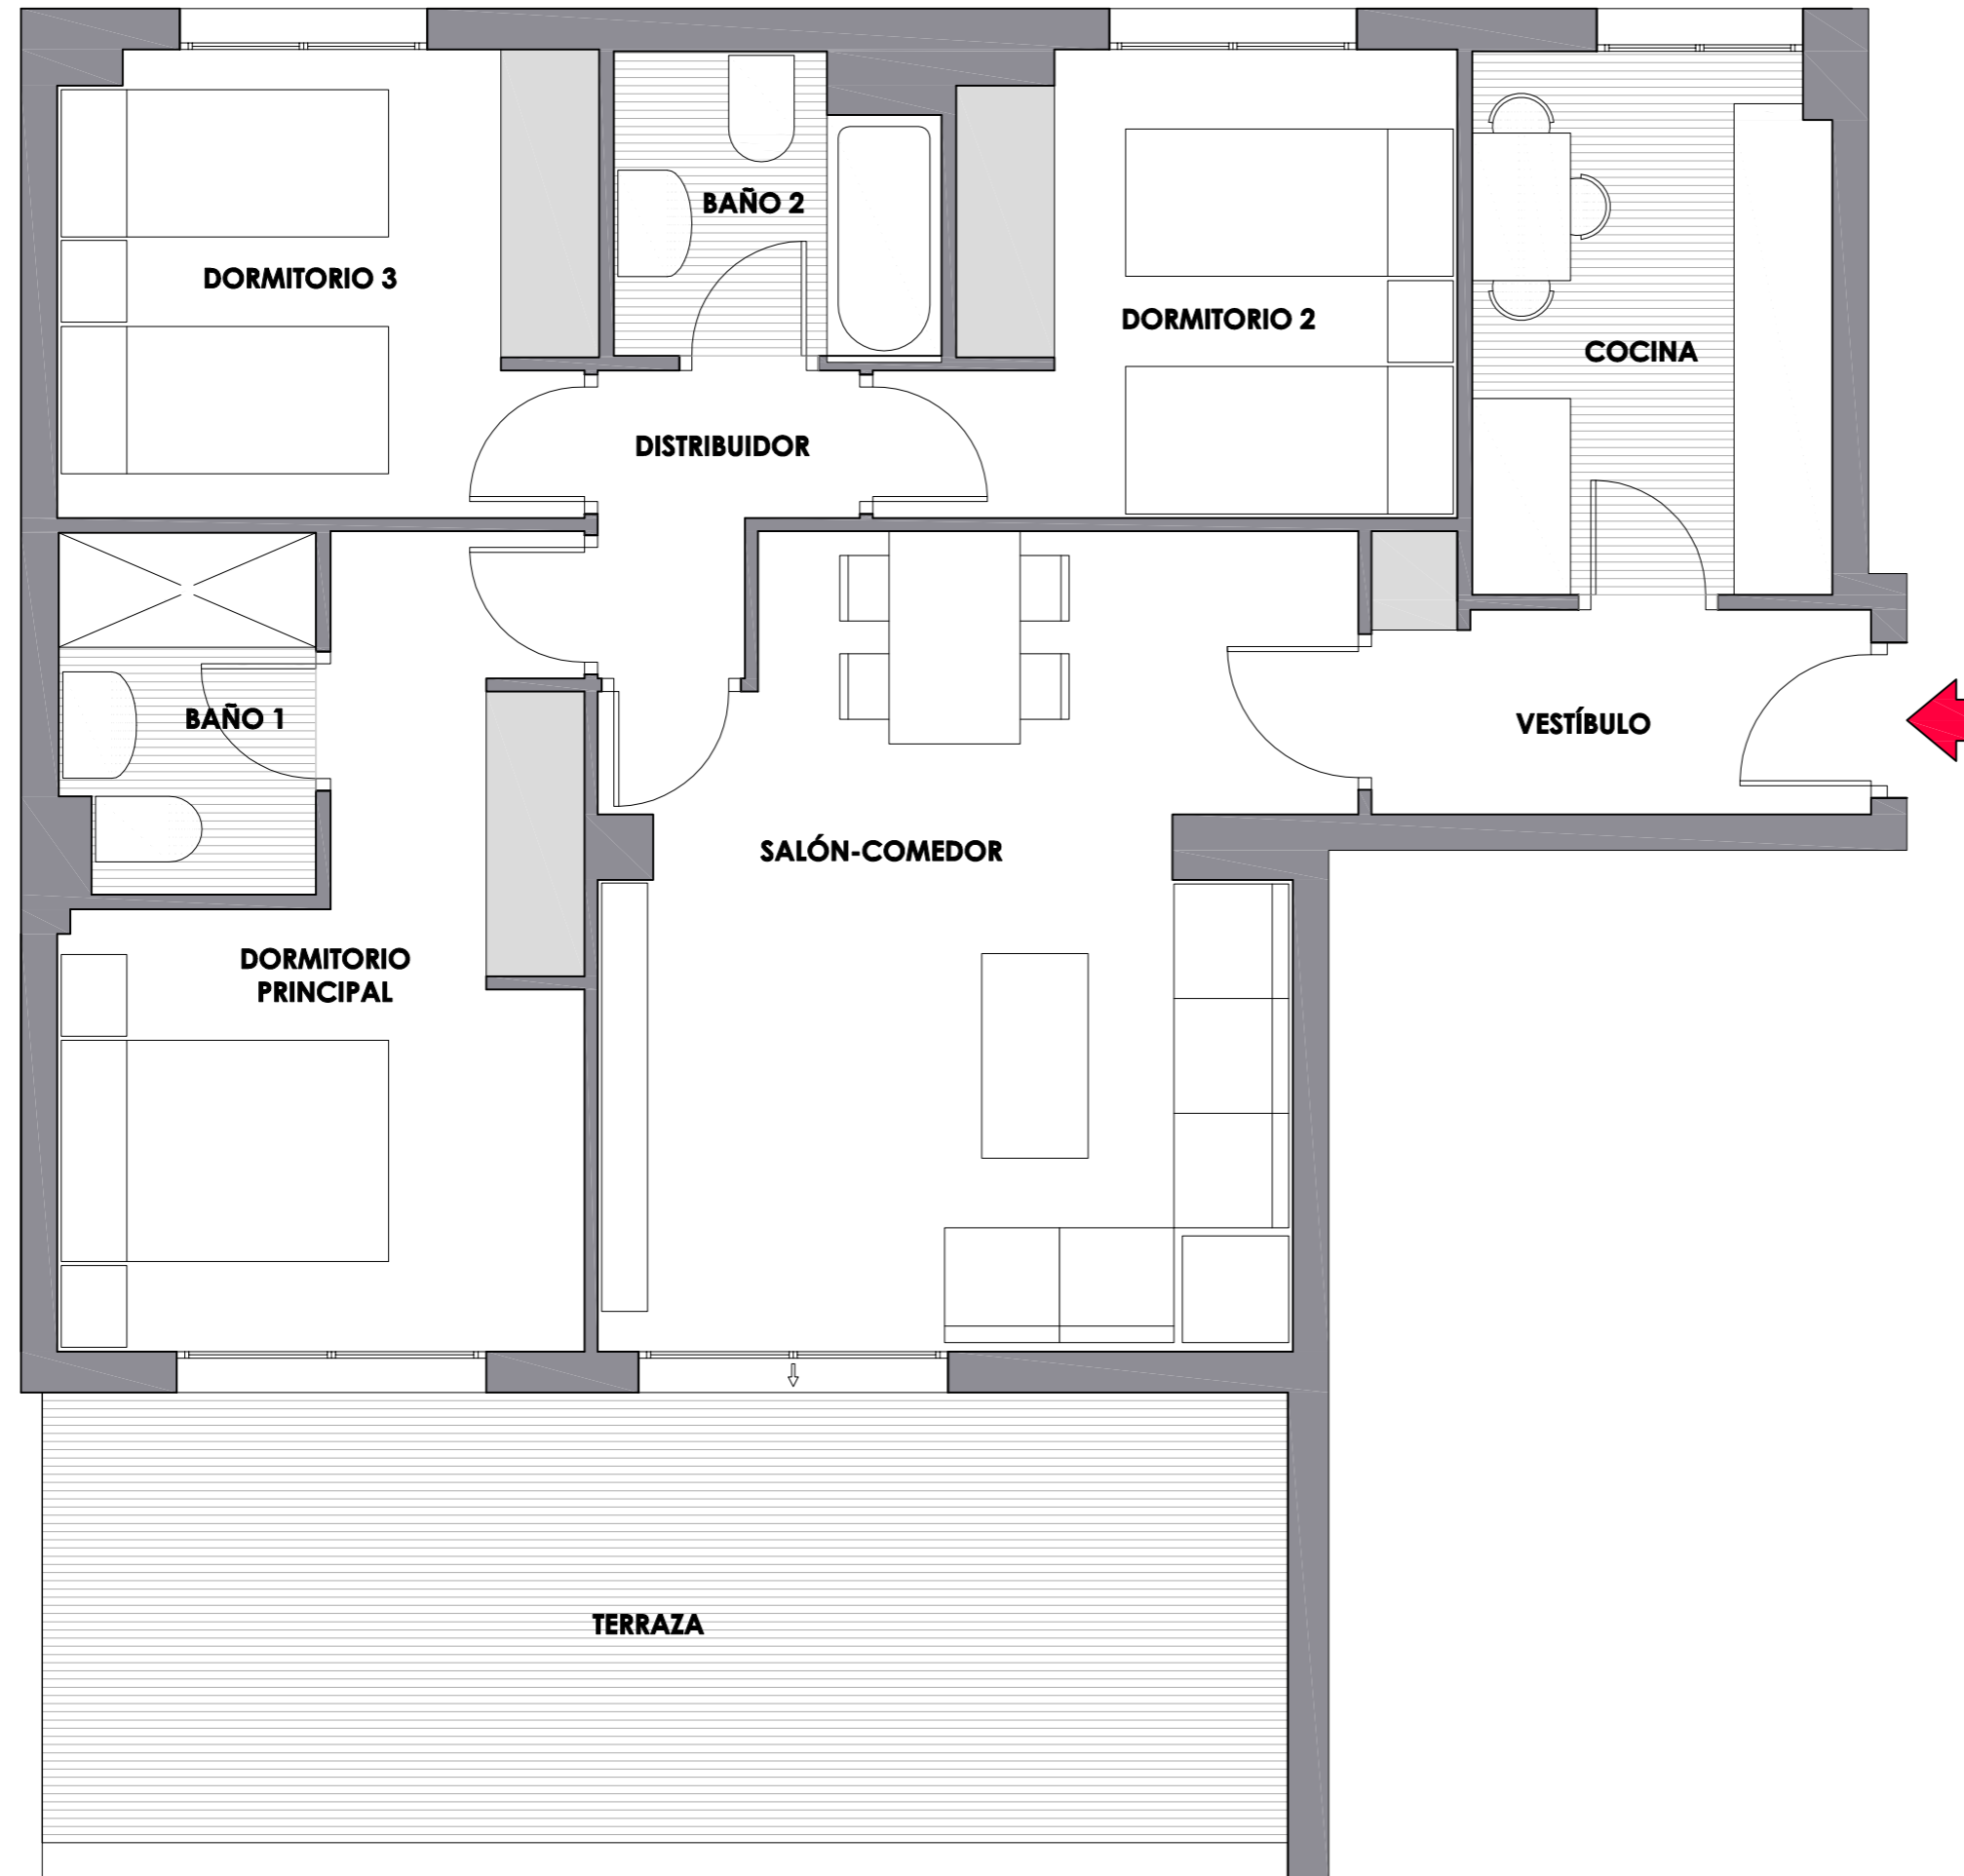 BAÑO 2
DORMITORIO 3
DORMITORIO 2
COCINA
DISTRIBUIDOR
BAÑO 1
VESTÍBULO
SALÓN-COMEDOR
DORMITORIO
PRINCIPAL
TERRAZA